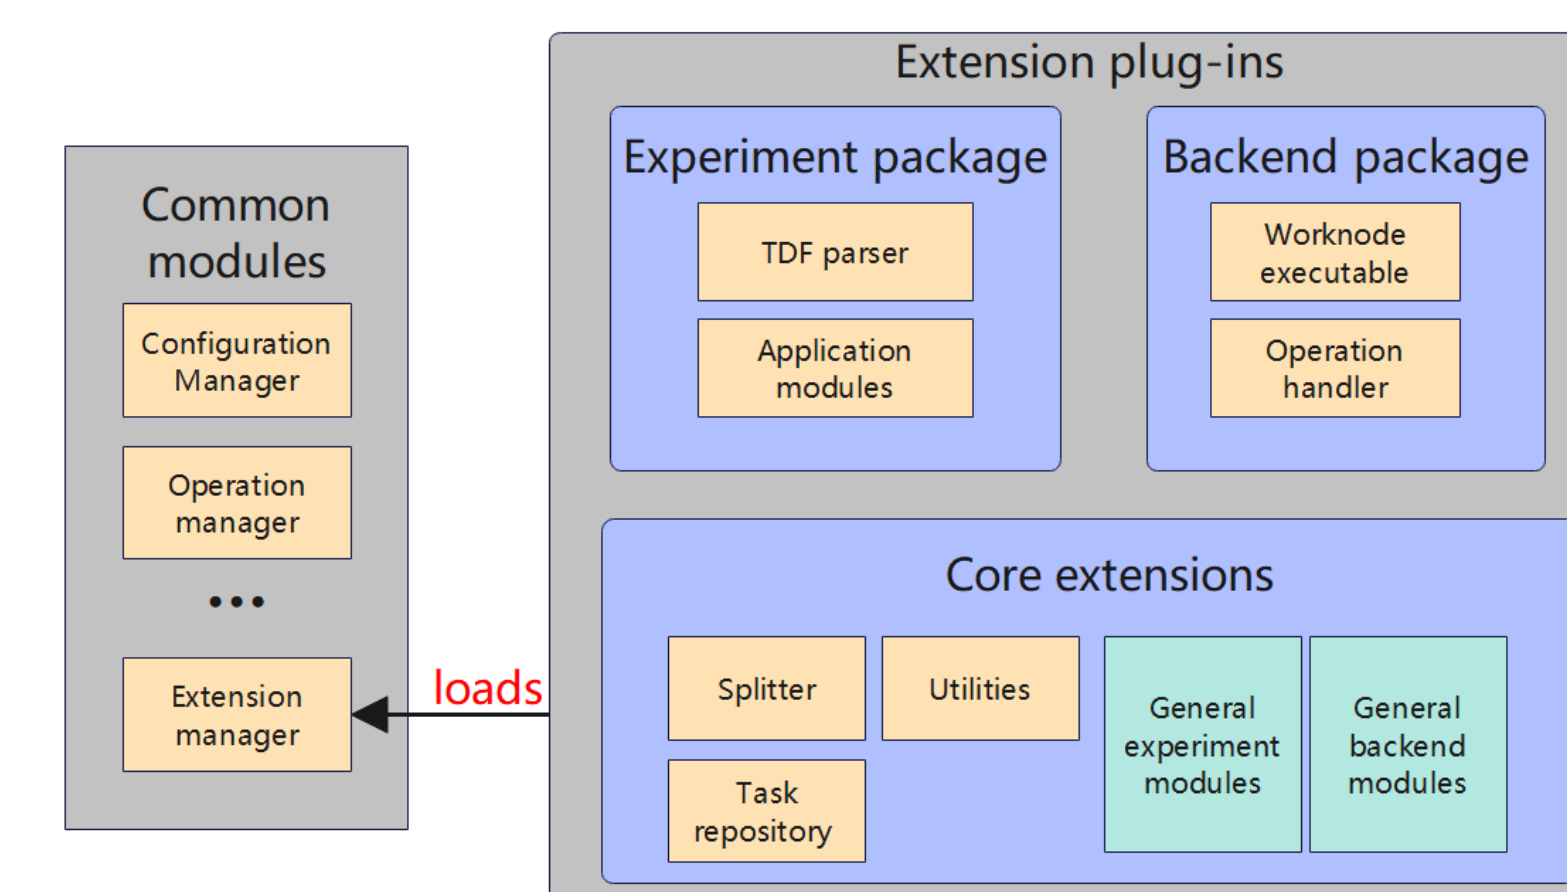 Extension plug-ins
Common
modules
Configuration
Manager
Operation
manager
•••
Extension
manager
loads
Experiment package
TDF parser
Application
modules
Backend package
Worknode
executable
Operation
handler
Core extensions
Splitter
Utilities
Task
repository
General
experiment
modules
General
backend
modules